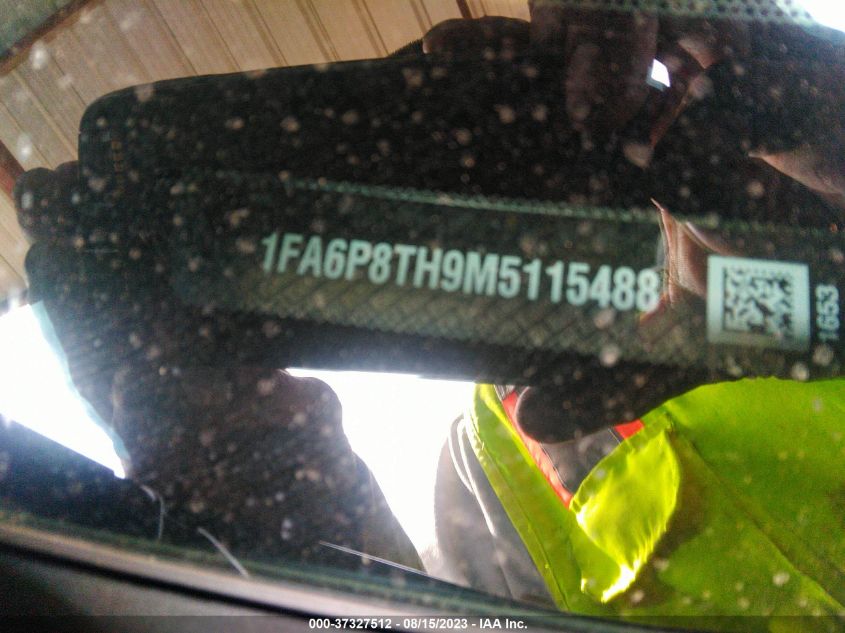 1FA6P8TH9M5115488
1653
000-37327512 - 08/15/2023 - IAA Inc.